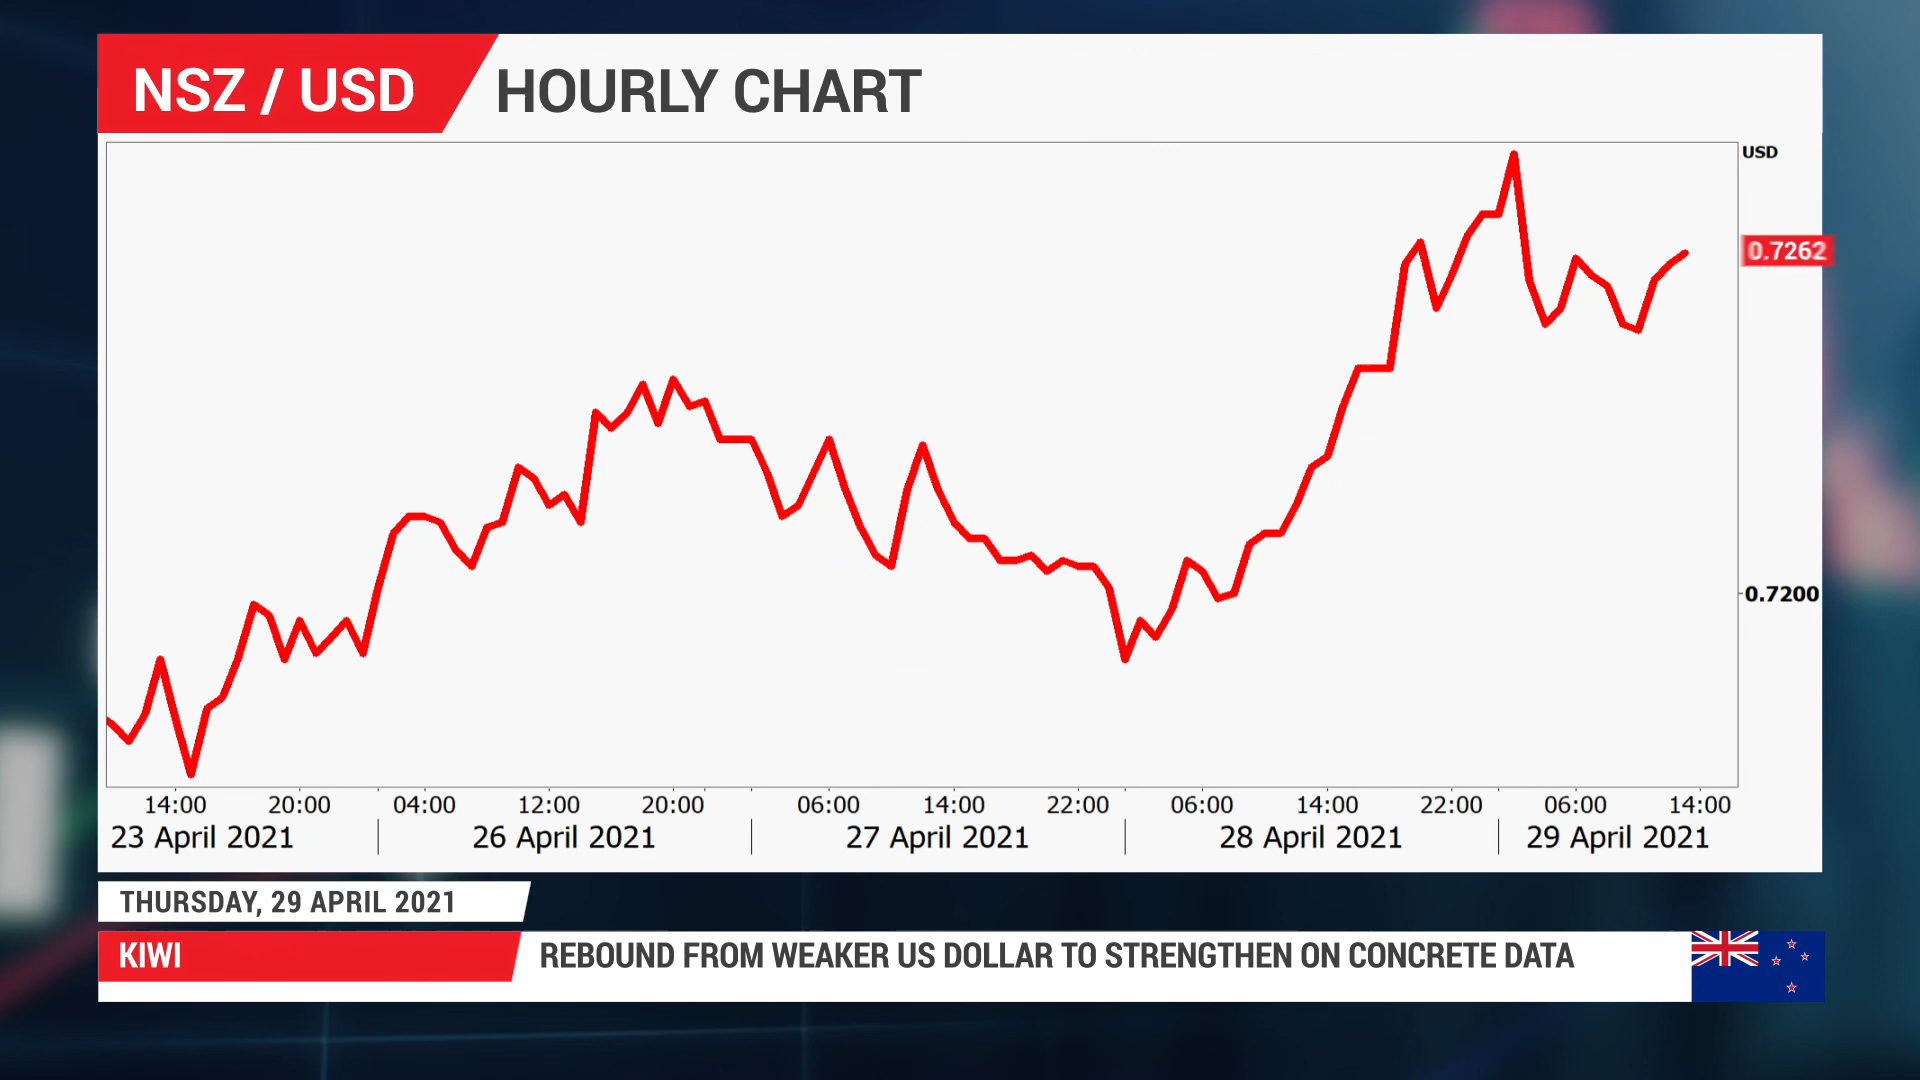 NSZ / USD HOURLY CHART
USD
0.7262
0.7200
14:00 20:00 04:00 12:00 20:00 06:00 14:00 22:00 06:00 14:00 22:00 06:00 14:00
23 April 2021 26 April 2021 27 April 2021 28 April 2021 29 April 2021
THURSDAY, 29 APRIL 2021
KIWI REBOUND FROM WEAKER US DOLLAR TO STRENGTHEN ON CONCRETE DATA